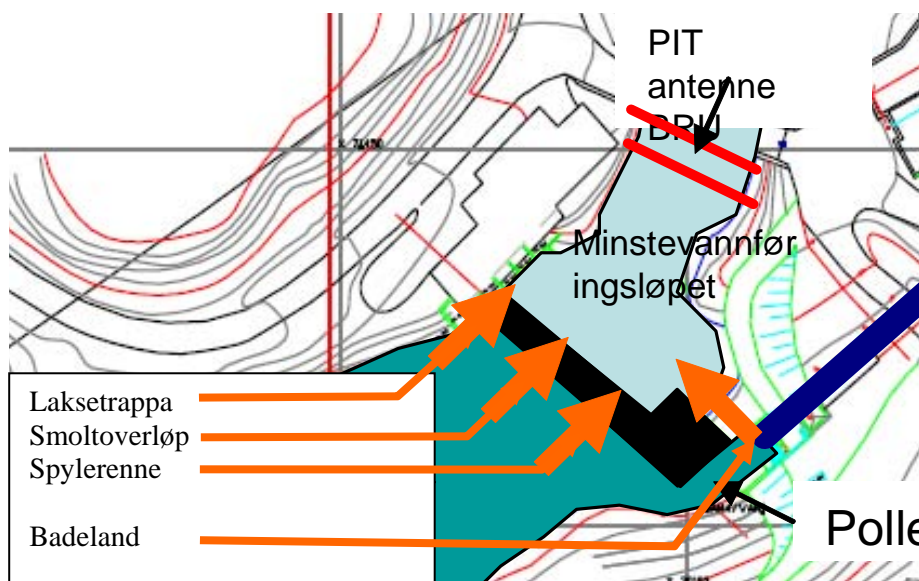 PIT
antenne
BRU
Minstevannfør
ingsløpet
Laksetrappa
Smoltoverløp
Spylerenne
Badeland
Polle